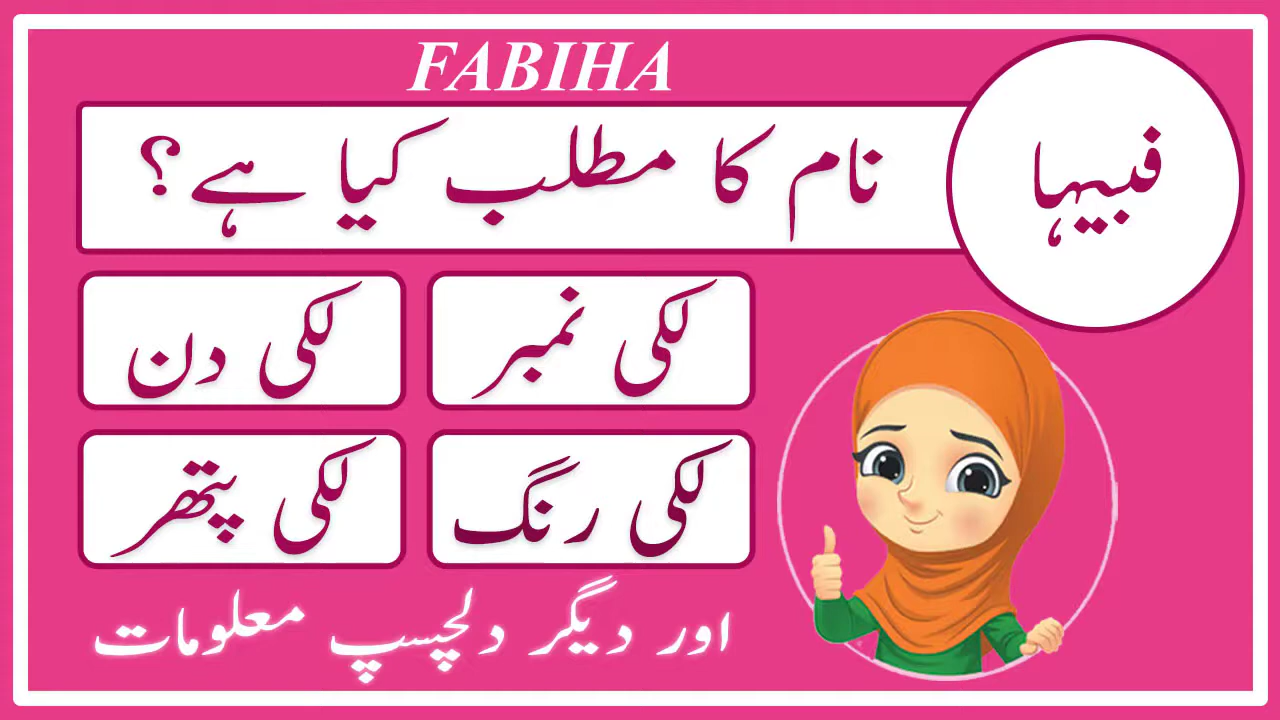 FABIHA
فبیہا
نام کا مطلب کیا ہے؟
لکی نمبر
لکی دن
لکی رنگ
لکی پتھر
اور دیگر دلچسپ معلومات